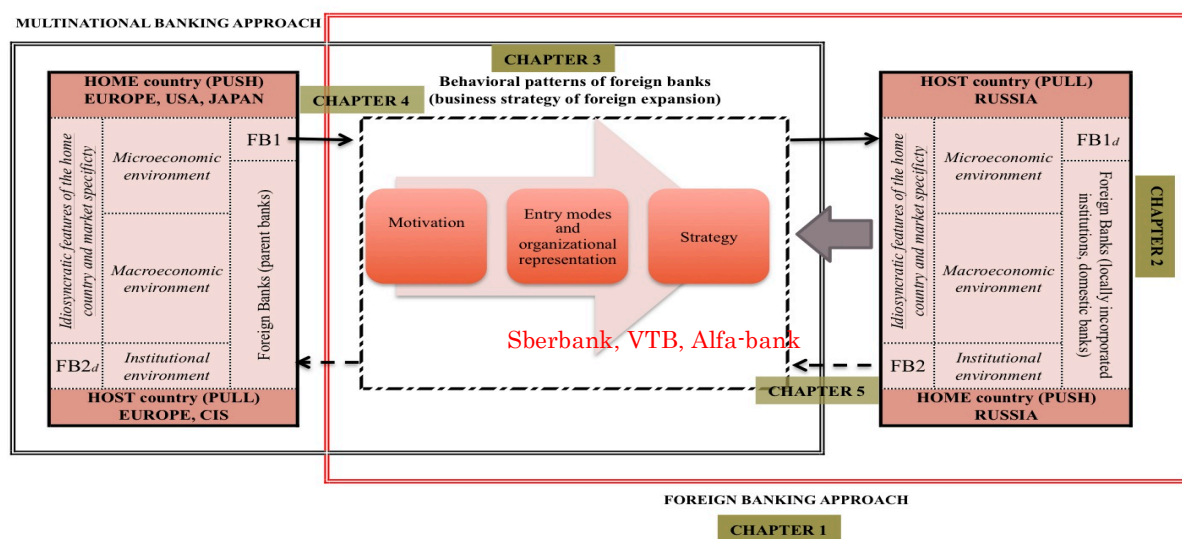 MULTINATIONAL BANKING APPROACH
CHAPTER 3
Behavioral patterns of foreign banks
(business strategy of foreign expansion)
HOME country (PUSH)
EUROPE, USA, JAPAN
CHAPTER 4
Idiosyncratic features of the home
country and market specificty
Microeconomic
environment
Macroeconomic
environment
Institutional
environment
FB1
Foreign Banks (parent banks)
FB2d
HOST country (PULL)
EUROPE, CIS
Motivation
Entry modes
and
organizational
representation
Strategy
Sberbank, VTB, Alfa-bank
CHAPTER 5
HOST country (PULL)
RUSSIA
Idiosyncratic features of the home
country and market specificty
Microeconomic
environment
Macroeconomic
environment
Institutional
environment
FB1d
Foreign Banks (locally incorporated
institutions, domestic banks)
FB2
HOME country (PUSH)
RUSSIA
CHAPTER 2
FOREIGN BANKING APPROACH
CHAPTER 1